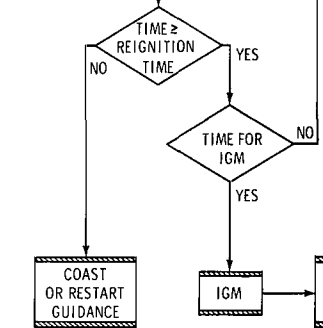 TIME ≥
REIGNITION
TIME
NO
YES
TIME FOR
IGM
NO
YES
COAST
OR RESTART
GUIDANCE
IGM